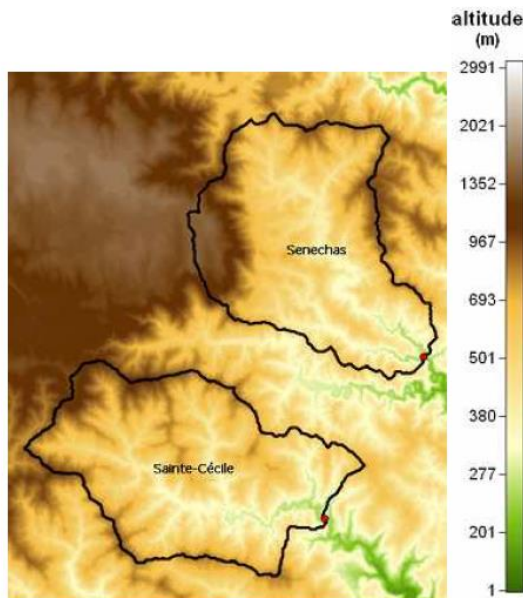 altitude
(m)
2991
2021
1352
967
693
501
380
277
201
1
Senechas
Sainte-Cécile